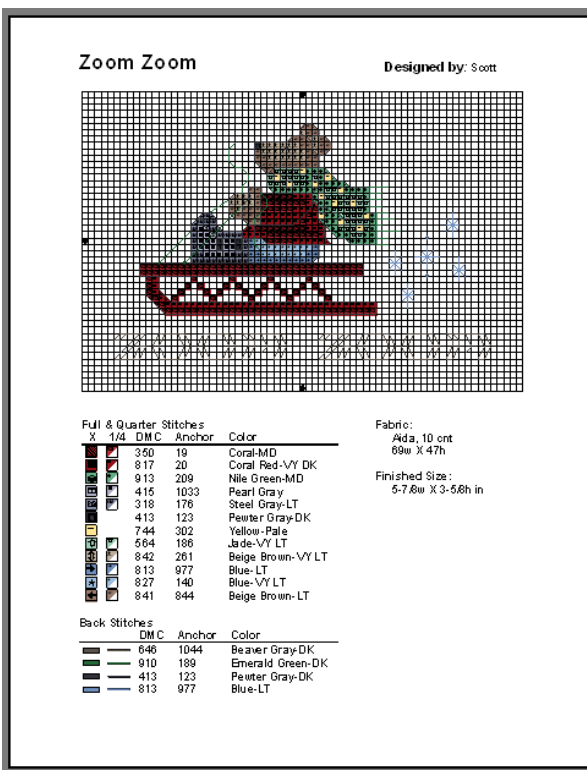 Zoom Zoom
Designed by: Scott
Full & Quarter Stitches
X 1/4 DMC Anchor Color
350 19 Coral-MD
817 20 Coral Red-VY DK
913 209 Nile Green-MD
415 1033 Pearl Gray
318 176 Steel Gray-LT
413 123 Pewter Gray-DK
744 302 Yellow-Pale
564 186 Jade-VY LT
842 261 Beige Brown-VY LT
813 977 Blue-LT
827 140 Blue-VY LT
841 844 Beige Brown-LT
Back Stitches
DMC Anchor Color
646 1044 Beaver Gray-DK
910 189 Emerald Green-DK
413 123 Pewter Gray-DK
813 977 Blue-LT
Fabric:
Aida, 10 cnt
69w X 47h
Finished Size:
5-7/8w X 3-5/8h in